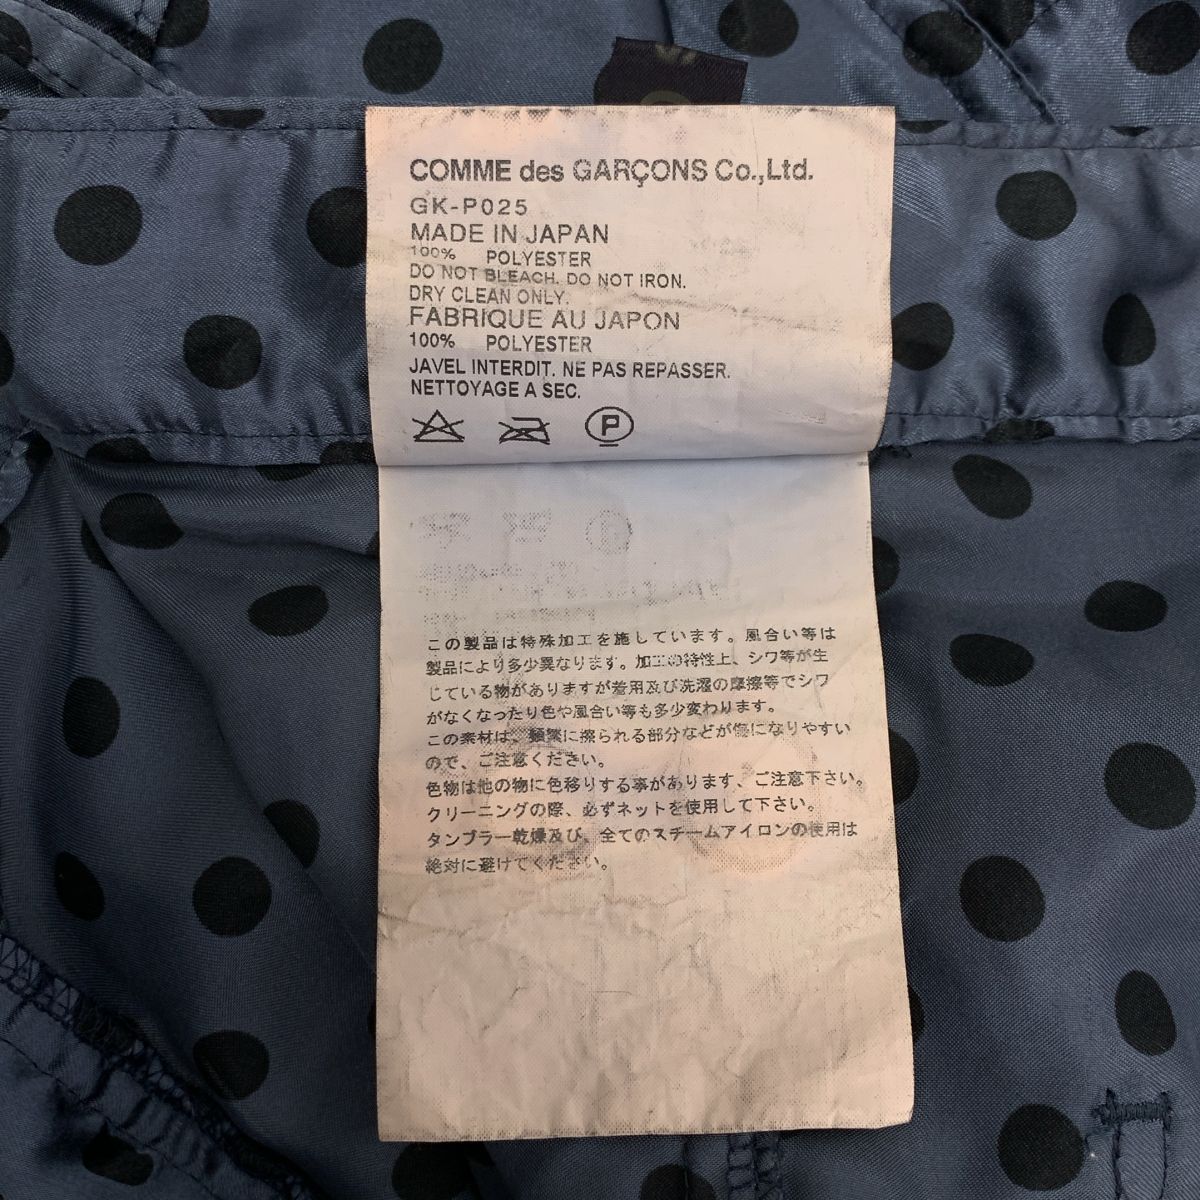 COMME des GARÇONS Co.,Ltd.
GK-P025
MADE IN JAPAN
100% POLYESTER
DO NOT BLEACH. DO NOT IRON.
DRY CLEAN ONLY.
FABRIQUE AU JAPON
100% POLYESTER
JAVEL INTERDIT. NE PAS REPASSER.
NETTOYAGE A SEC.
P
この製品は特殊加工を施しています。風合い等は
製品により多少異なります。加工の特性上、シワ等が生
じている物がありますが着用及び洗濯の摩擦等でシワ
がなくなったり色や風合い等も多少変わります。
この素材は、頻繁に擦られる部分などが傷になりやすい
ので、ご注意ください。
色物は他の物に色移りする事があります、ご注意下さい。
クリーニングの際、必ずネットを使用して下さい。
タンブラー乾燥及び、全てのスチームアイロンの使用は
絶対に避けてください。